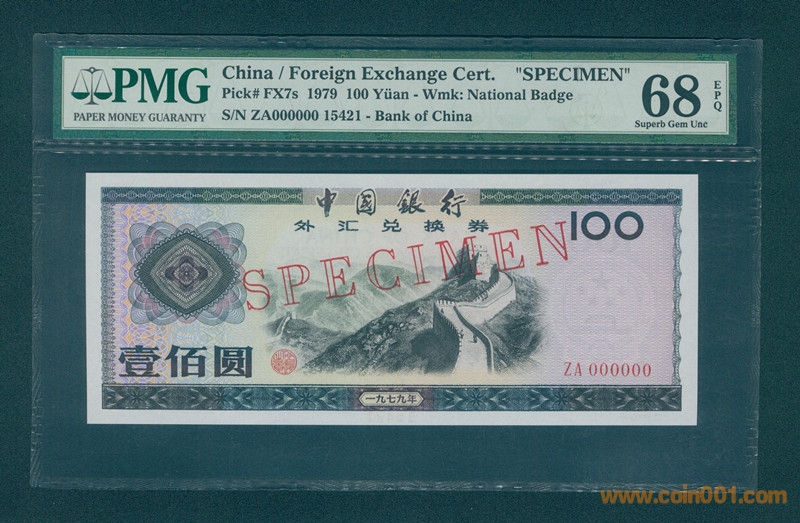 PMG
PAPER MONEY GUARANTY
China / Foreign Exchange Cert. "SPECIMEN"
Pick# FX7s 1979 100 Yüan - Wmk: National Badge
S/N ZA000000 15421 - Bank of China
68
EPQ
Superb Gem Unc
中国银行
外汇兑换券
100
SPECIMEN
壹佰圆
ZA 000000
一九七九年
www.coin001.com